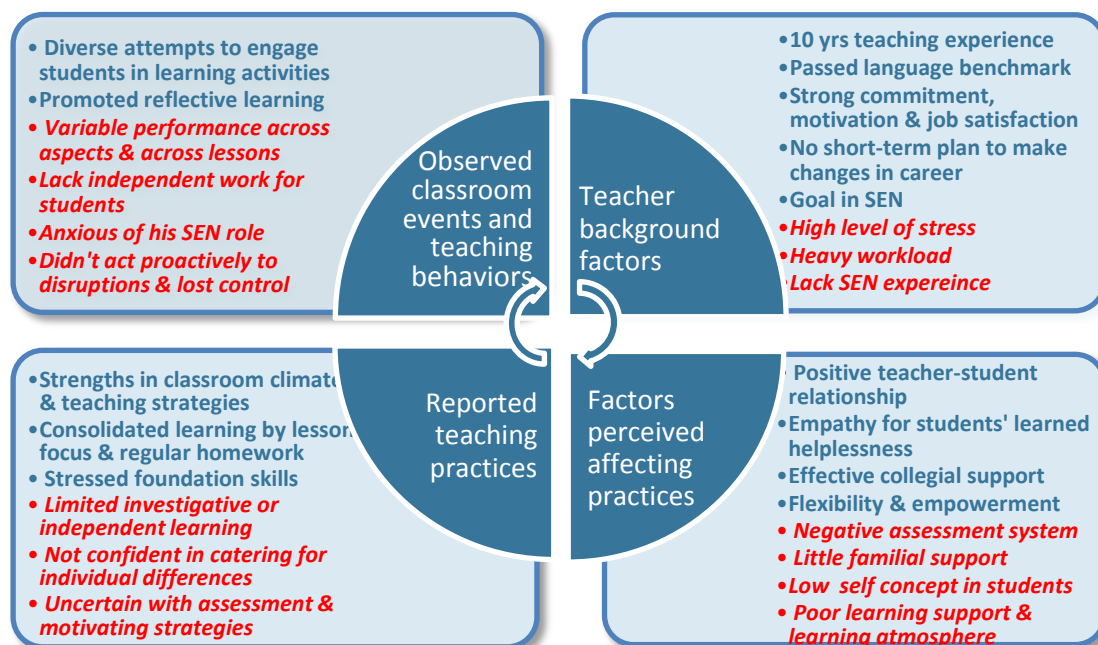 • Diverse attempts to engage
students in learning activities
•Promoted reflective learning
• Variable performance across
aspects & across lessons
•Lack independent work for
students
•Anxious of his SEN role
•Didn't act proactively to
disruptions & lost control
Observed
classroom
events and
teaching
behaviors
•10 yrs teaching experience
•Passed language benchmark
•Strong commitment,
motivation & job satisfaction
•No short-term plan to make
changes in career
•Goal in SEN
•High level of stress
•Heavy workload
•Lack SEN expereince
Teacher
background
factors
•Strengths in classroom climate
& teaching strategies
•Consolidated learning by lesson
focus & regular homework
• Stressed foundation skills
• Limited investigative or
independent learning
• Not confident in catering for
individual differences
• Uncertain with assessment &
motivating strategies
Reported
teaching
practices
Factors
perceived
affecting
practices
• Positive teacher-student
relationship
•Empathy for students' learned
helplessness
•Effective collegial support
•Flexibility & empowerment
• Negative assessment system
• Little familial support
•Low self concept in students
• Poor learning support &
learning atmosphere